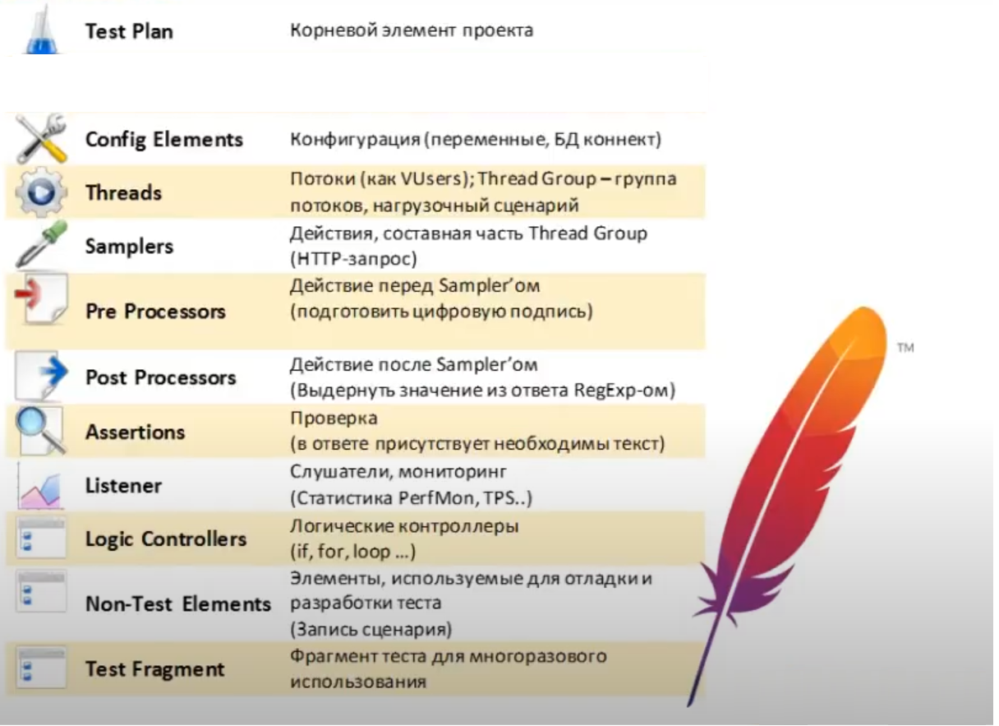 Test Plan
Корневой элемент проекта
Config Elements
Конфигурация (переменные, БД коннект)
Threads
Потоки (как VUsers); Thread Group – группа
потоков, нагрузочный сценарий
Samplers
Действия, составная часть Thread Group
(HTTP-запрос)
Pre Processors
Действие перед Sampler’ом
(подготовить цифровую подпись)
Post Processors
Действие после Sampler’ом
(Выдернуть значение из ответа RegExp-ом)
Assertions
Проверка
(в ответе присутствует необходимы текст)
Listener
Слушатели, мониторинг
(Статистика PerfMon, TPS..)
Logic Controllers
Логические контроллеры
(if, for, loop ...)
Non-Test Elements
Элементы, используемые для отладки и
разработки теста
(Запись сценария)
Test Fragment
Фрагмент теста для многоразового
использования
TM